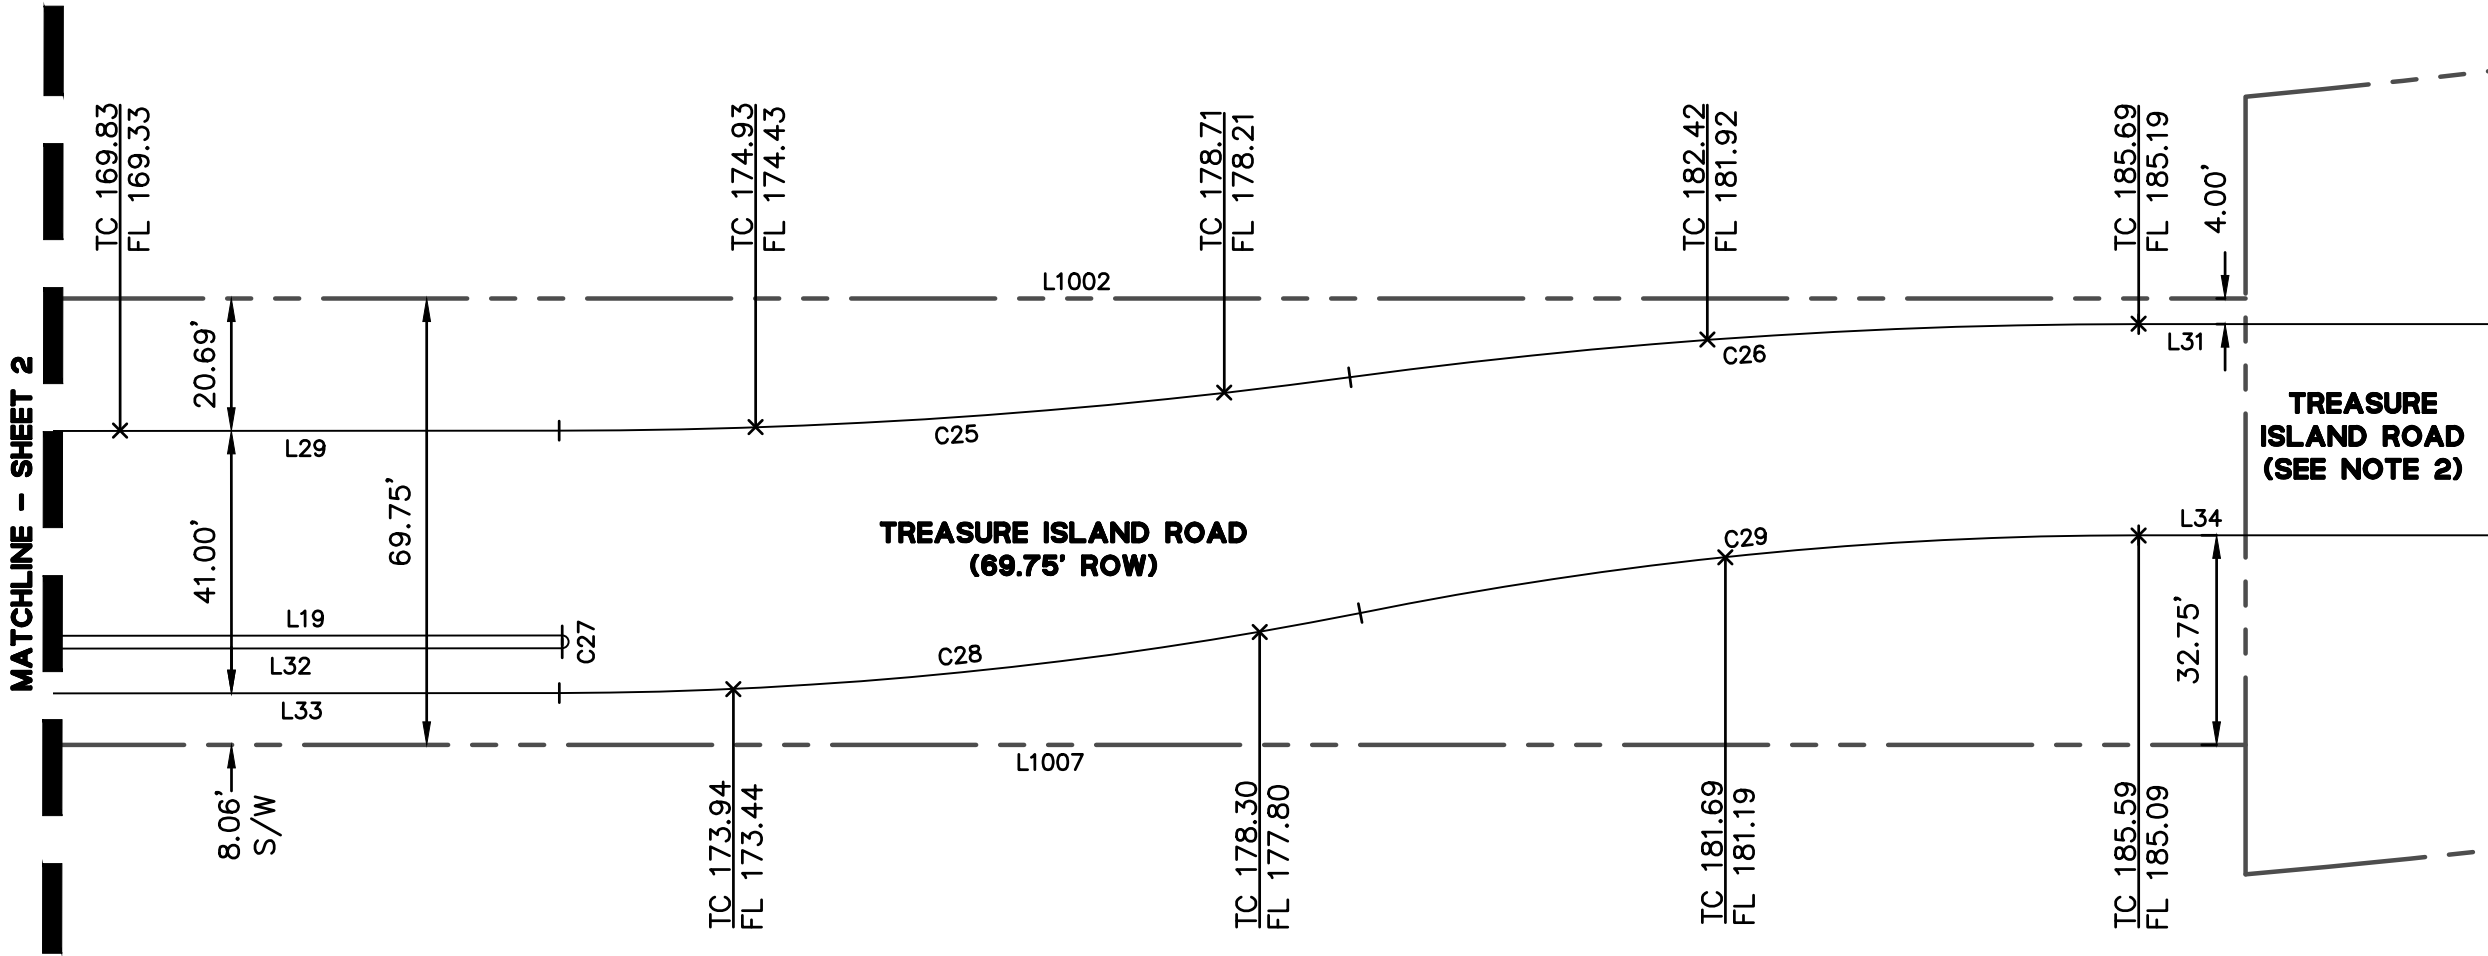 MATCHLINE - SHEET 2
TC 169.83
FL 169.33
TC 174.93
FL 174.43
TC 178.71
FL 178.21
TC 182.42
FL 181.92
TC 185.69
FL 185.19
4.00'
L1002
20.69'
L29
C25
C26
L31
69.75'
41.00'
TREASURE
ISLAND ROAD
(SEE NOTE 2)
TREASURE ISLAND ROAD
(69.75' ROW)
L19
L32
C27
L33
C28
C29
L34
32.75'
L1007
8.06'
S/W
TC 173.94
FL 173.44
TC 178.30
FL 177.80
TC 181.69
FL 181.19
TC 185.59
FL 185.09